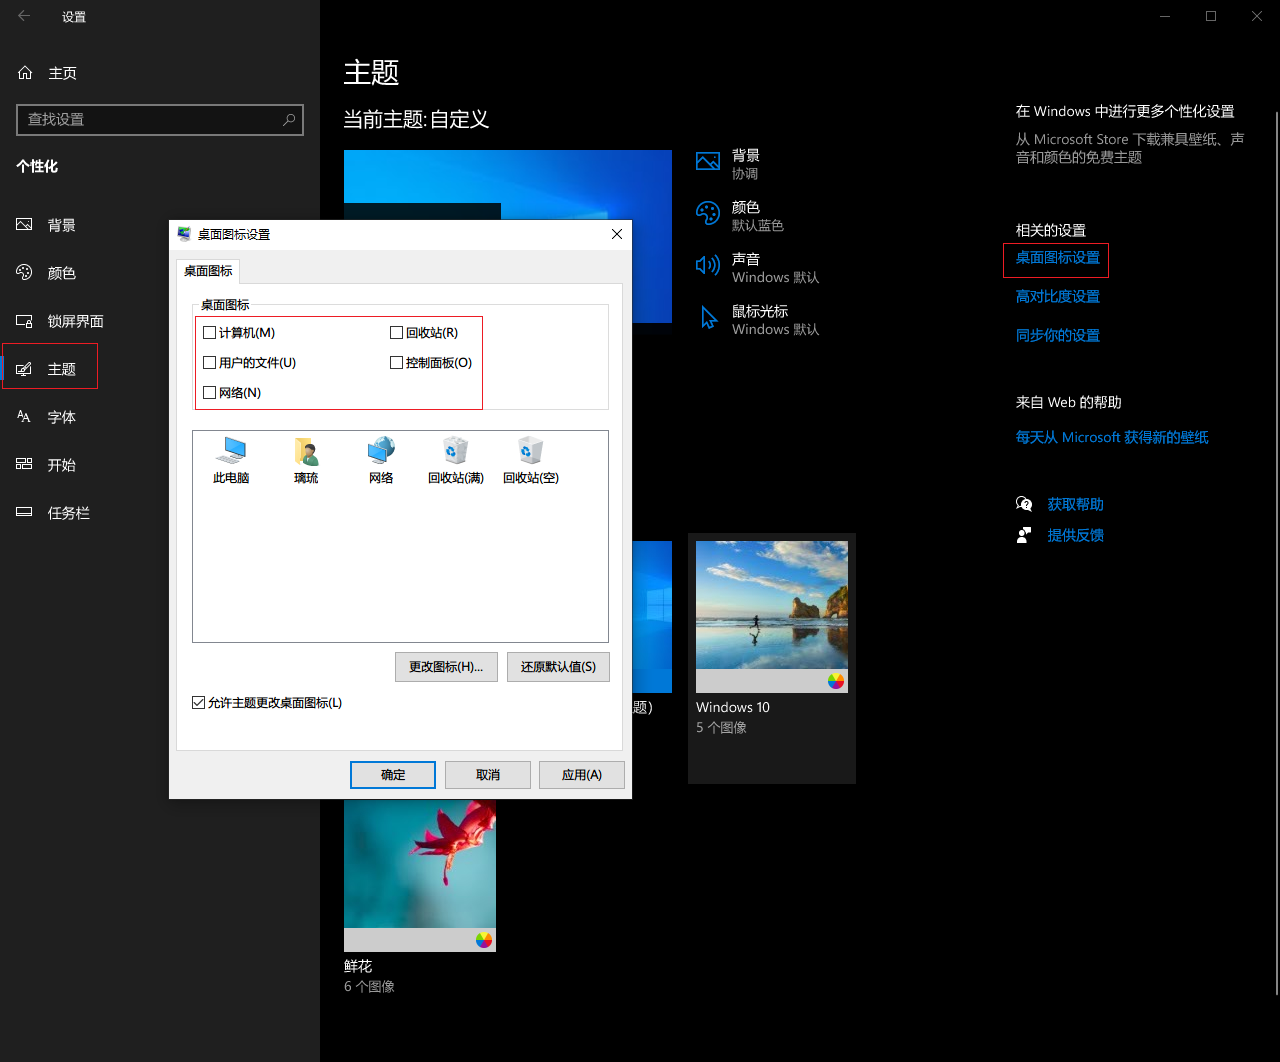 设置
主页
查找设置
个性化
背景
颜色
锁屏界面
主题
字体
开始
任务栏
主题
当前主题: 自定义
背景
协调
颜色
默认蓝色
声音
Windows 默认
鼠标光标
Windows 默认
题）
Windows 10
5 个图像
鲜花
6 个图像
桌面图标设置
桌面图标
桌面图标
计算机(M)
回收站(R)
用户的文件(U)
控制面板(O)
网络(N)
此电脑
璃琉
网络
回收站(满)
回收站(空)
更改图标(H)...
还原默认值(S)
允许主题更改桌面图标(L)
确定
取消
应用(A)
在 Windows 中进行更多个性化设置
从 Microsoft Store 下载兼具壁纸、声
音和颜色的免费主题
相关的设置
桌面图标设置
高对比度设置
同步你的设置
来自 Web 的帮助
每天从 Microsoft 获得新的壁纸
获取帮助
提供反馈